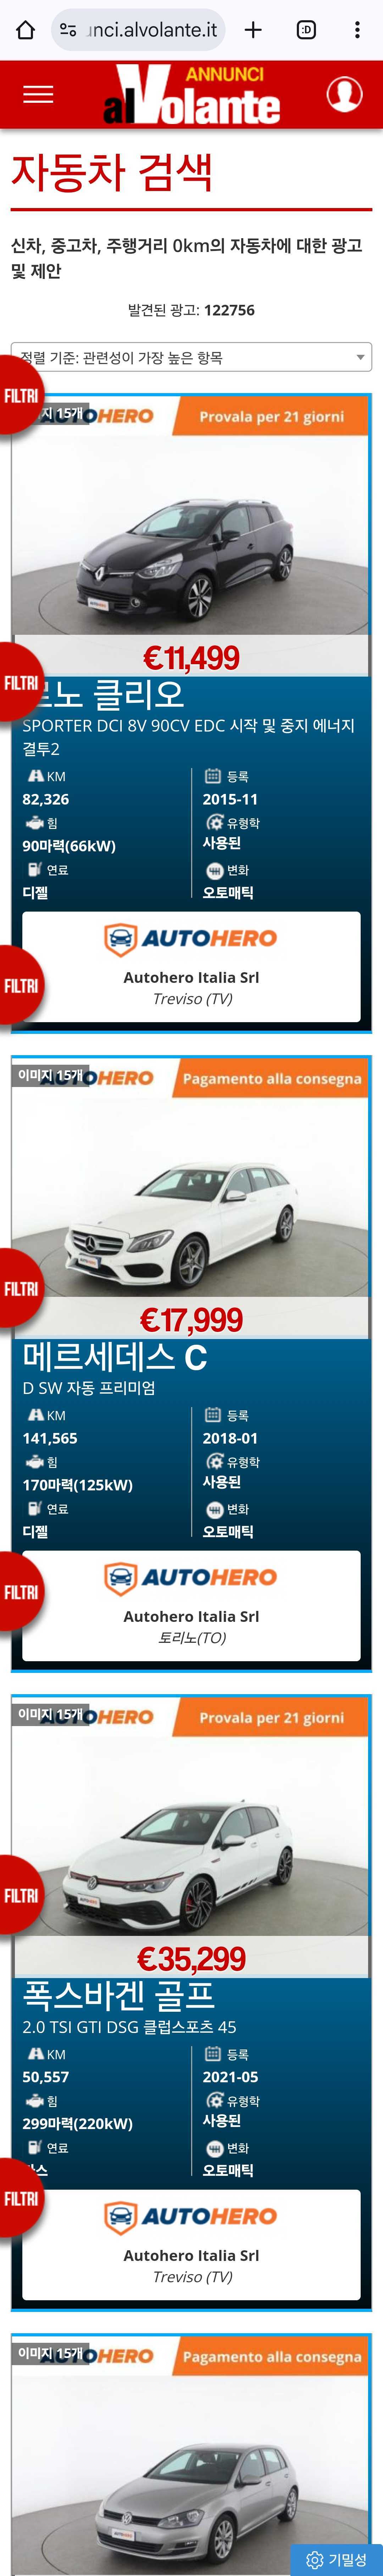 ınci.alvolante.it
:D
ANNUNCI
alVolante
자동차 검색
신차, 중고차, 주행거리 0km의 자동차에 대한 광고
및 제안
발견된 광고: 122756
정렬 기준: 관련성이 가장 높은 항목
FILTRI
지 15개
AUTOHERO
Provala per 21 giorni
€11,499
FILTRI
르노 클리오
SPORTER DCI 8V 90CV EDC 시작 및 중지 에너지
결투2
KM
등록
82,326
2015-11
힘
유형학
90마력(66kW)
사용된
연료
변화
디젤
오토매틱
AUTOHERO
FILTRI
Autohero Italia Srl
Treviso (TV)
이미지 15개
AUTOHERO
Pagamento alla consegna
FILTRI
€17,999
메르세데스 C
D SW 자동 프리미엄
KM
등록
141,565
2018-01
힘
유형학
170마력(125kW)
사용된
연료
변화
디젤
오토매틱
AUTOHERO
FILTRI
Autohero Italia Srl
토리노(TO)
이미지 15개
AUTOHERO
Provala per 21 giorni
FILTRI
€35,299
폭스바겐 골프
2.0 TSI GTI DSG 클럽스포츠 45
KM
등록
50,557
2021-05
힘
유형학
299마력(220kW)
사용된
연료
변화
오토매틱
FILTRI
AUTOHERO
Autohero Italia Srl
Treviso (TV)
이미지 15개
AUTOHERO
Pagamento alla consegna
기밀성